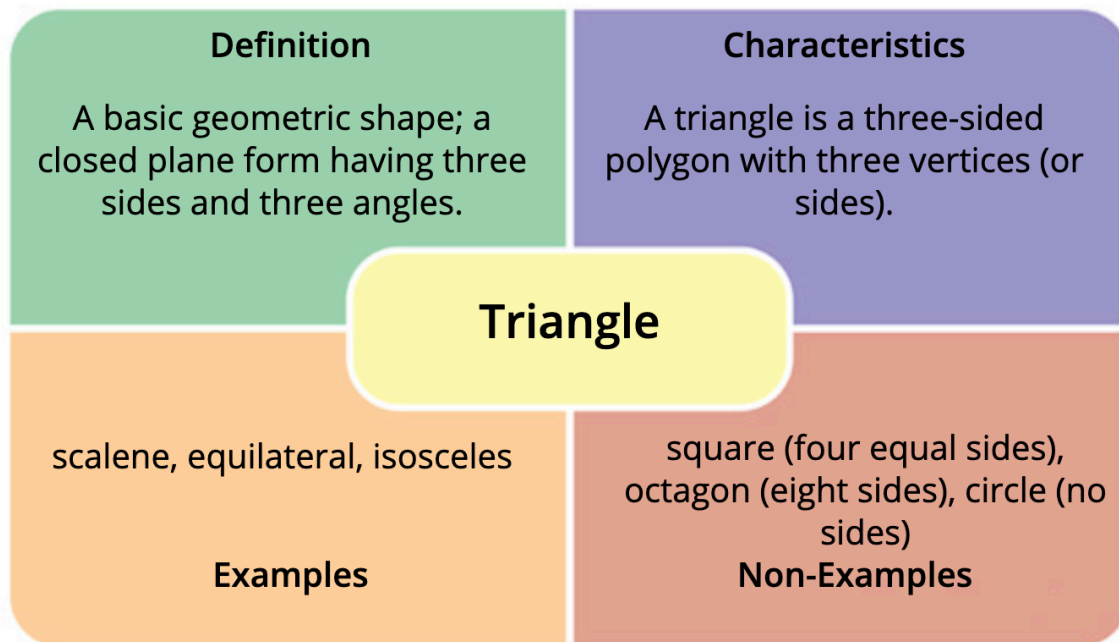 Definition
A basic geometric shape; a
closed plane form having three
sides and three angles.
Characteristics
A triangle is a three-sided
polygon with three vertices (or
sides).
Triangle
scalene, equilateral, isosceles
Examples
square (four equal sides),
octagon (eight sides), circle (no
sides)
Non-Examples